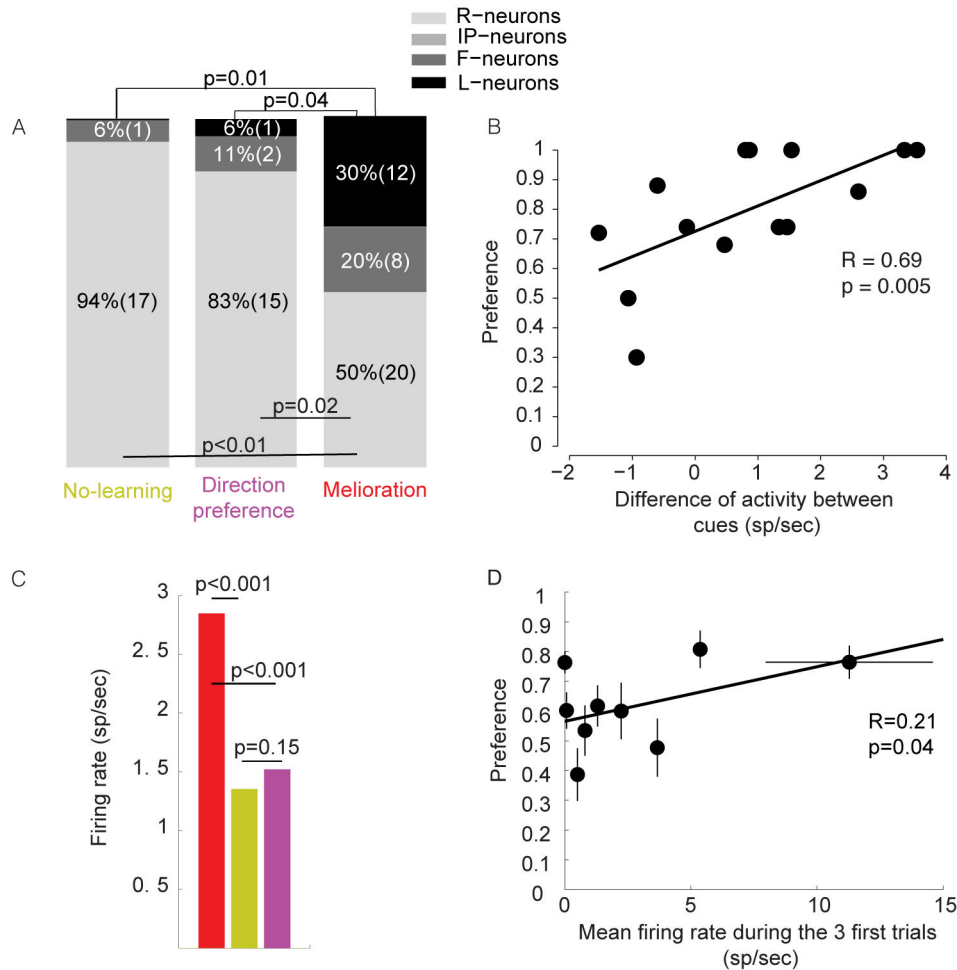 R-neurons
IP-neurons
F-neurons
L-neurons
A
p=0.01
p=0.04
6%(1)
6%(1)
11%(2)
30%(12)
20%(8)
94%(17)
83%(15)
50%(20)
p=0.02
p<0.01
No-learning
Direction
preference
Melioration
B
Preference
1
0.9
0.8
0.7
0.6
0.5
0.4
0.3
0.2
0.1
0
R = 0.69
p = 0.005
−2
−1
0
1
2
3
4
Difference of activity between
cues (sp/sec)
C
Firing rate (sp/sec)
3
2. 5
2
1. 5
1
0. 5
p<0.001
p<0.001
p=0.15
D
Preference
1
0.9
0.8
0.7
0.6
0.5
0.4
0.3
0.2
0.1
0
R=0.21
p=0.04
0
5
10
15
Mean firing rate during the 3 first trials
(sp/sec)